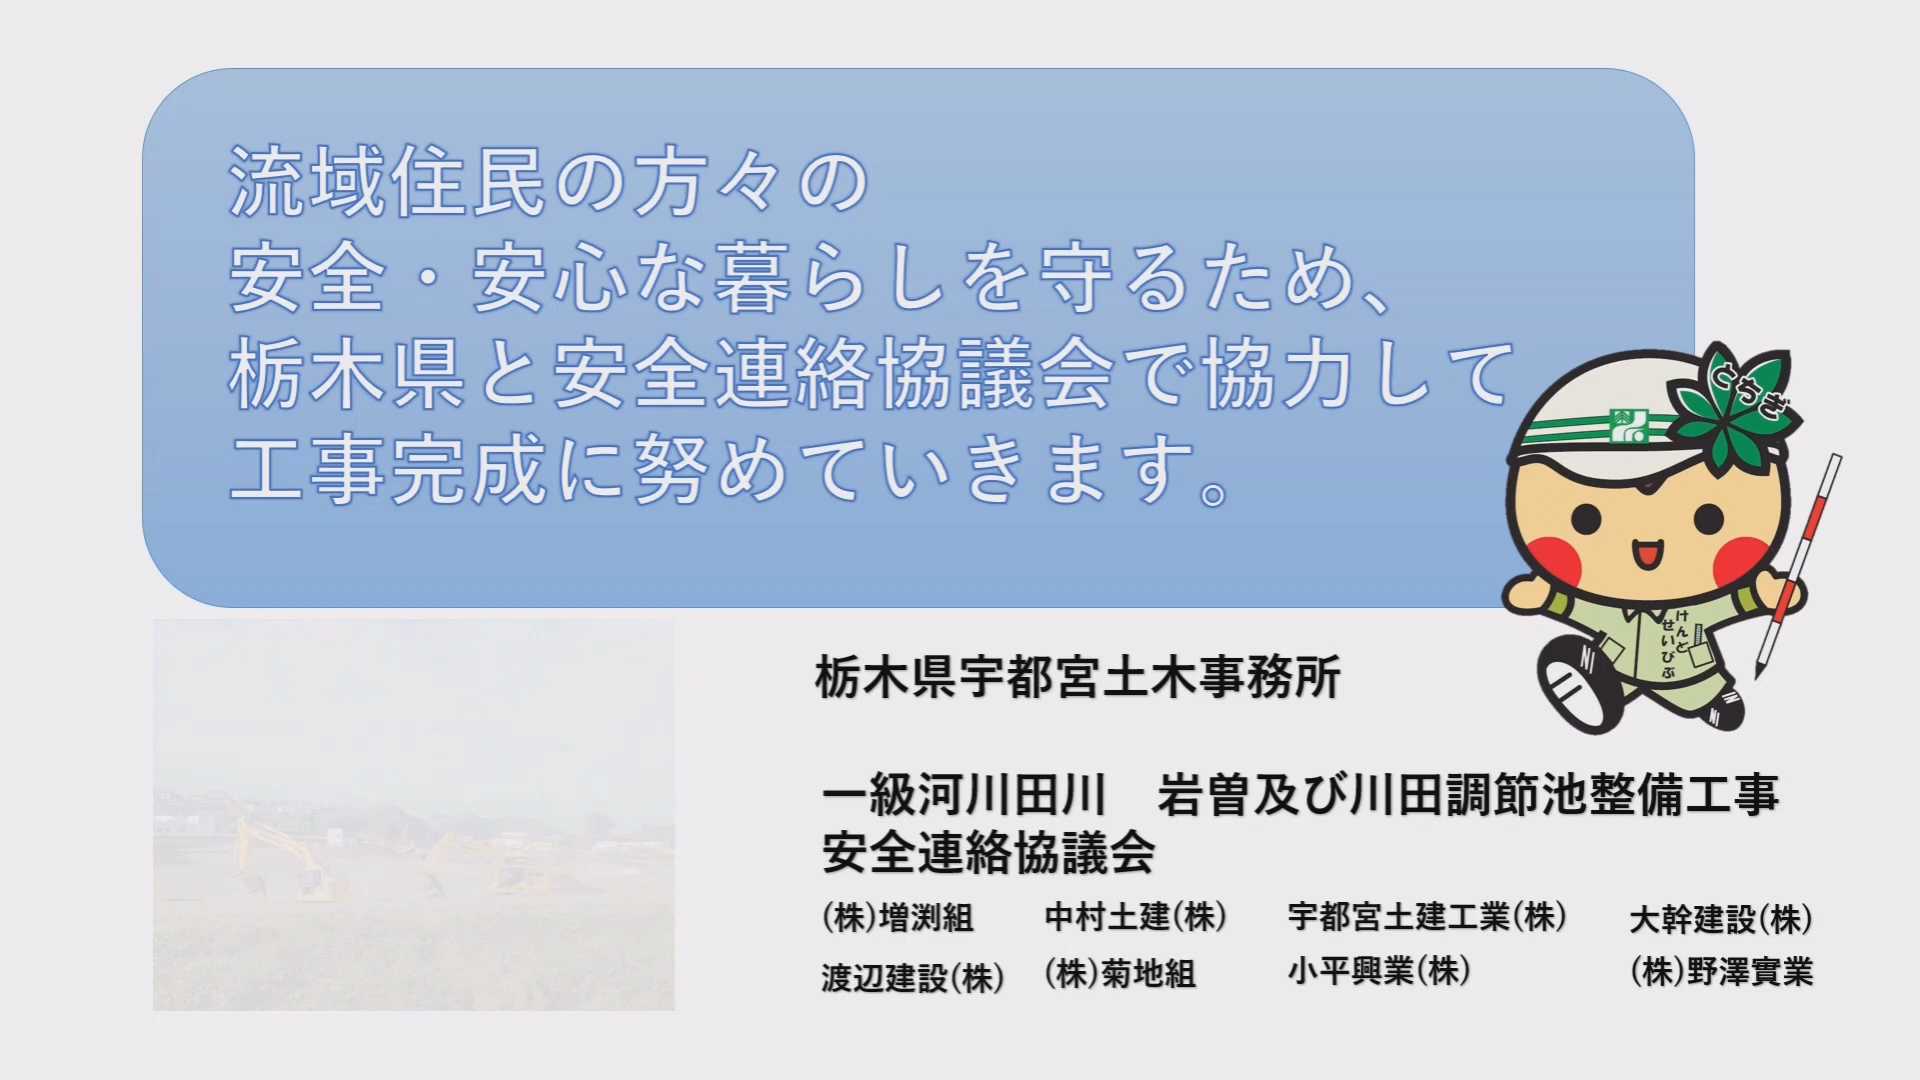 流域住民の方々の
安全・安心な暮らしを守るため、
栃木県と安全連絡協議会で協力して
工事完成に努めていきます。
とちぎ
けんど
せいびぶ
栃木県宇都宮土木事務所
一級河川田川　岩曽及び川田調節池整備工事
安全連絡協議会
(株)増渕組　中村土建(株)　宇都宮土建工業(株)　大幹建設(株)
渡辺建設(株)　(株)菊地組　小平興業(株)　(株)野澤實業